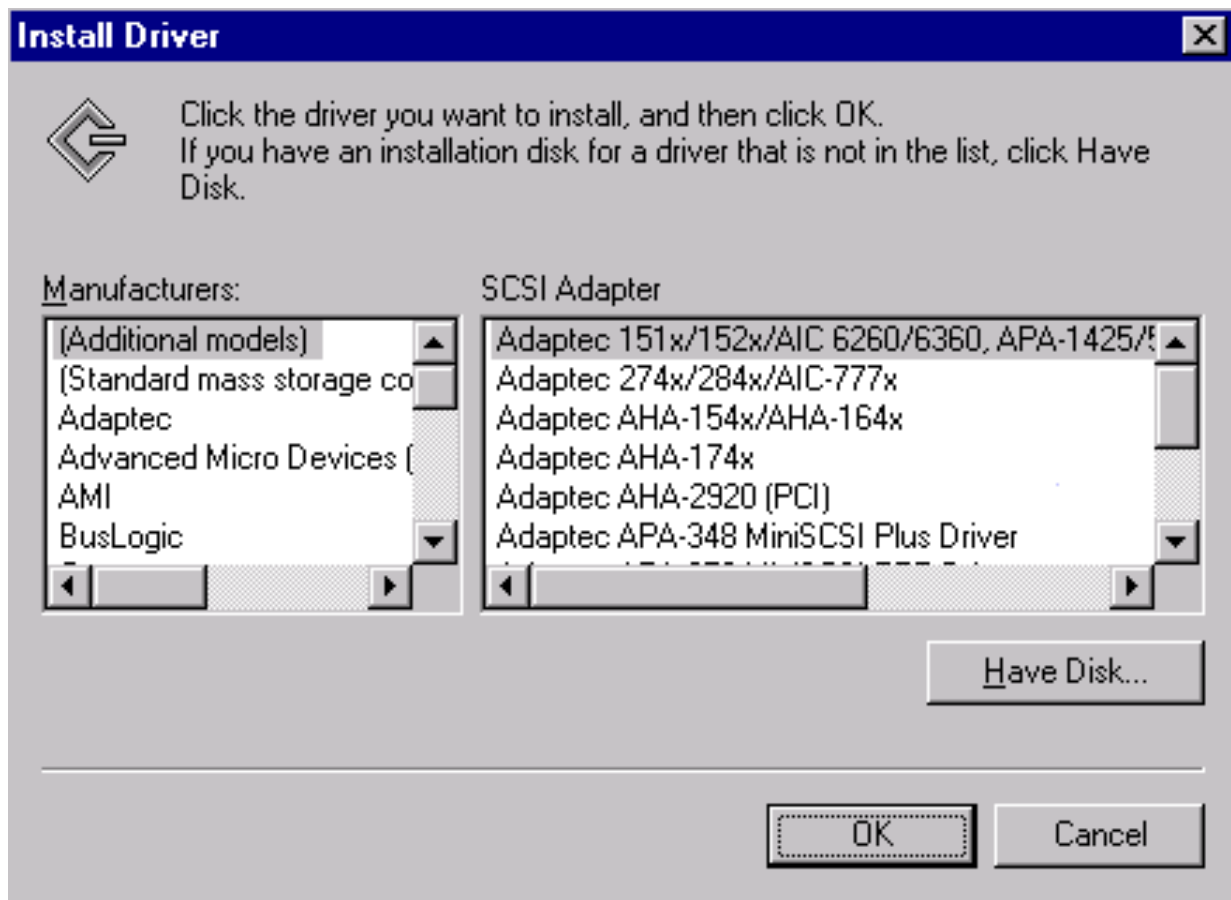 Install Driver
Click the driver you want to install, and then click OK.
If you have an installation disk for a driver that is not in the list, click Have
Disk.
Manufacturers:
(Additional models)
(Standard mass storage co
Adaptec
Advanced Micro Devices (
AMI
BusLogic
SCSI Adapter
Adaptec 151x/152x/AIC 6260/6360, APA-1425/
Adaptec 274x/284x/AIC-777x
Adaptec AHA-154x/AHA-164x
Adaptec AHA-174x
Adaptec AHA-2920 (PCI)
Adaptec APA-348 MiniSCSI Plus Driver
Have Disk...
OK
Cancel